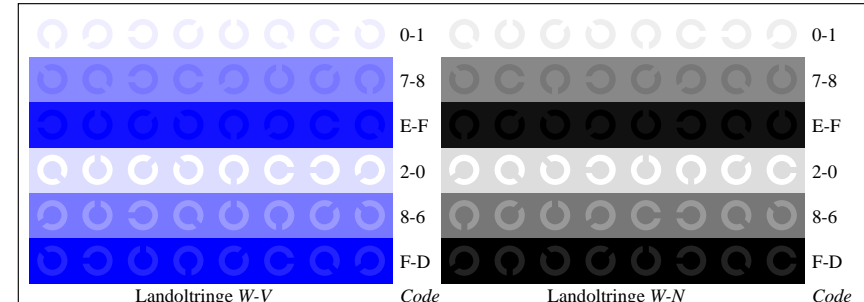 0-1 0-1
7-8 7-8
E-F E-F
2-0 2-0
8-6 8-6
F-D F-D
Landoltringe W-V Code Landoltringe W-N Code